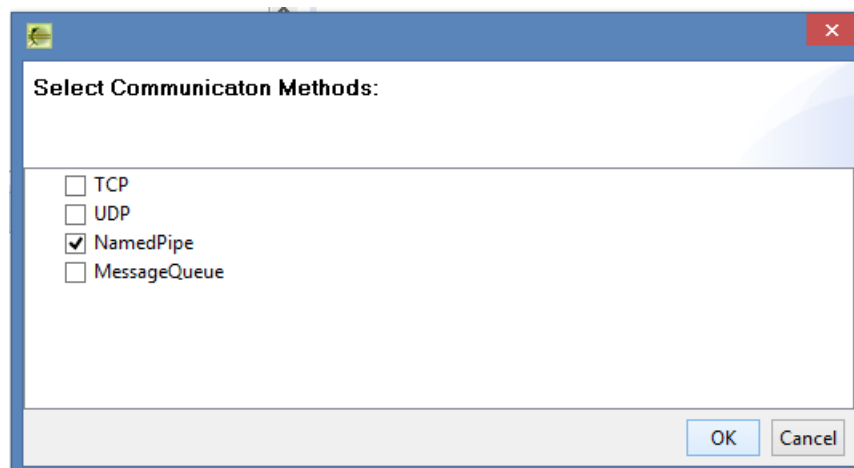 Select Communicaton Methods:
TCP
UDP
NamedPipe
MessageQueue
OK Cancel